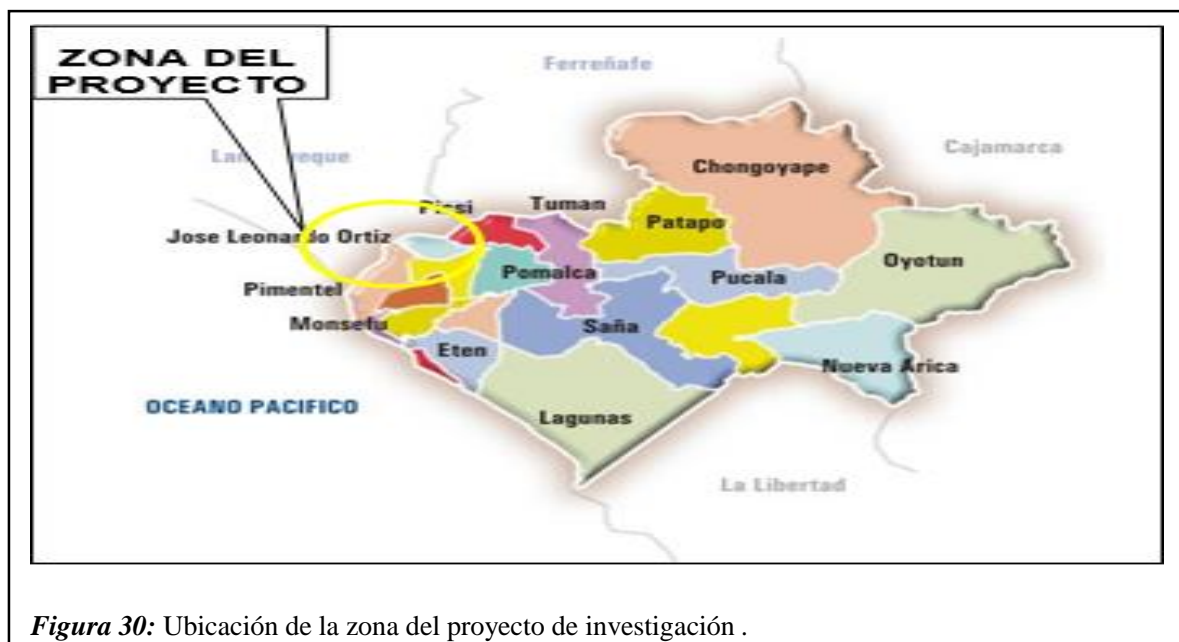 ZONA DEL
PROYECTO
Ferreñafe
Cajamarca
Chongoyape
Tuman
Patapo
Jose Leonardo Ortiz
Pomalca
Pucala
Oyotun
Pimentel
Monsefu
Saña
Eten
Nueva Arica
OCEANO PACIFICO
Lagunas
La Libertad
Figura 30: Ubicación de la zona del proyecto de investigación .